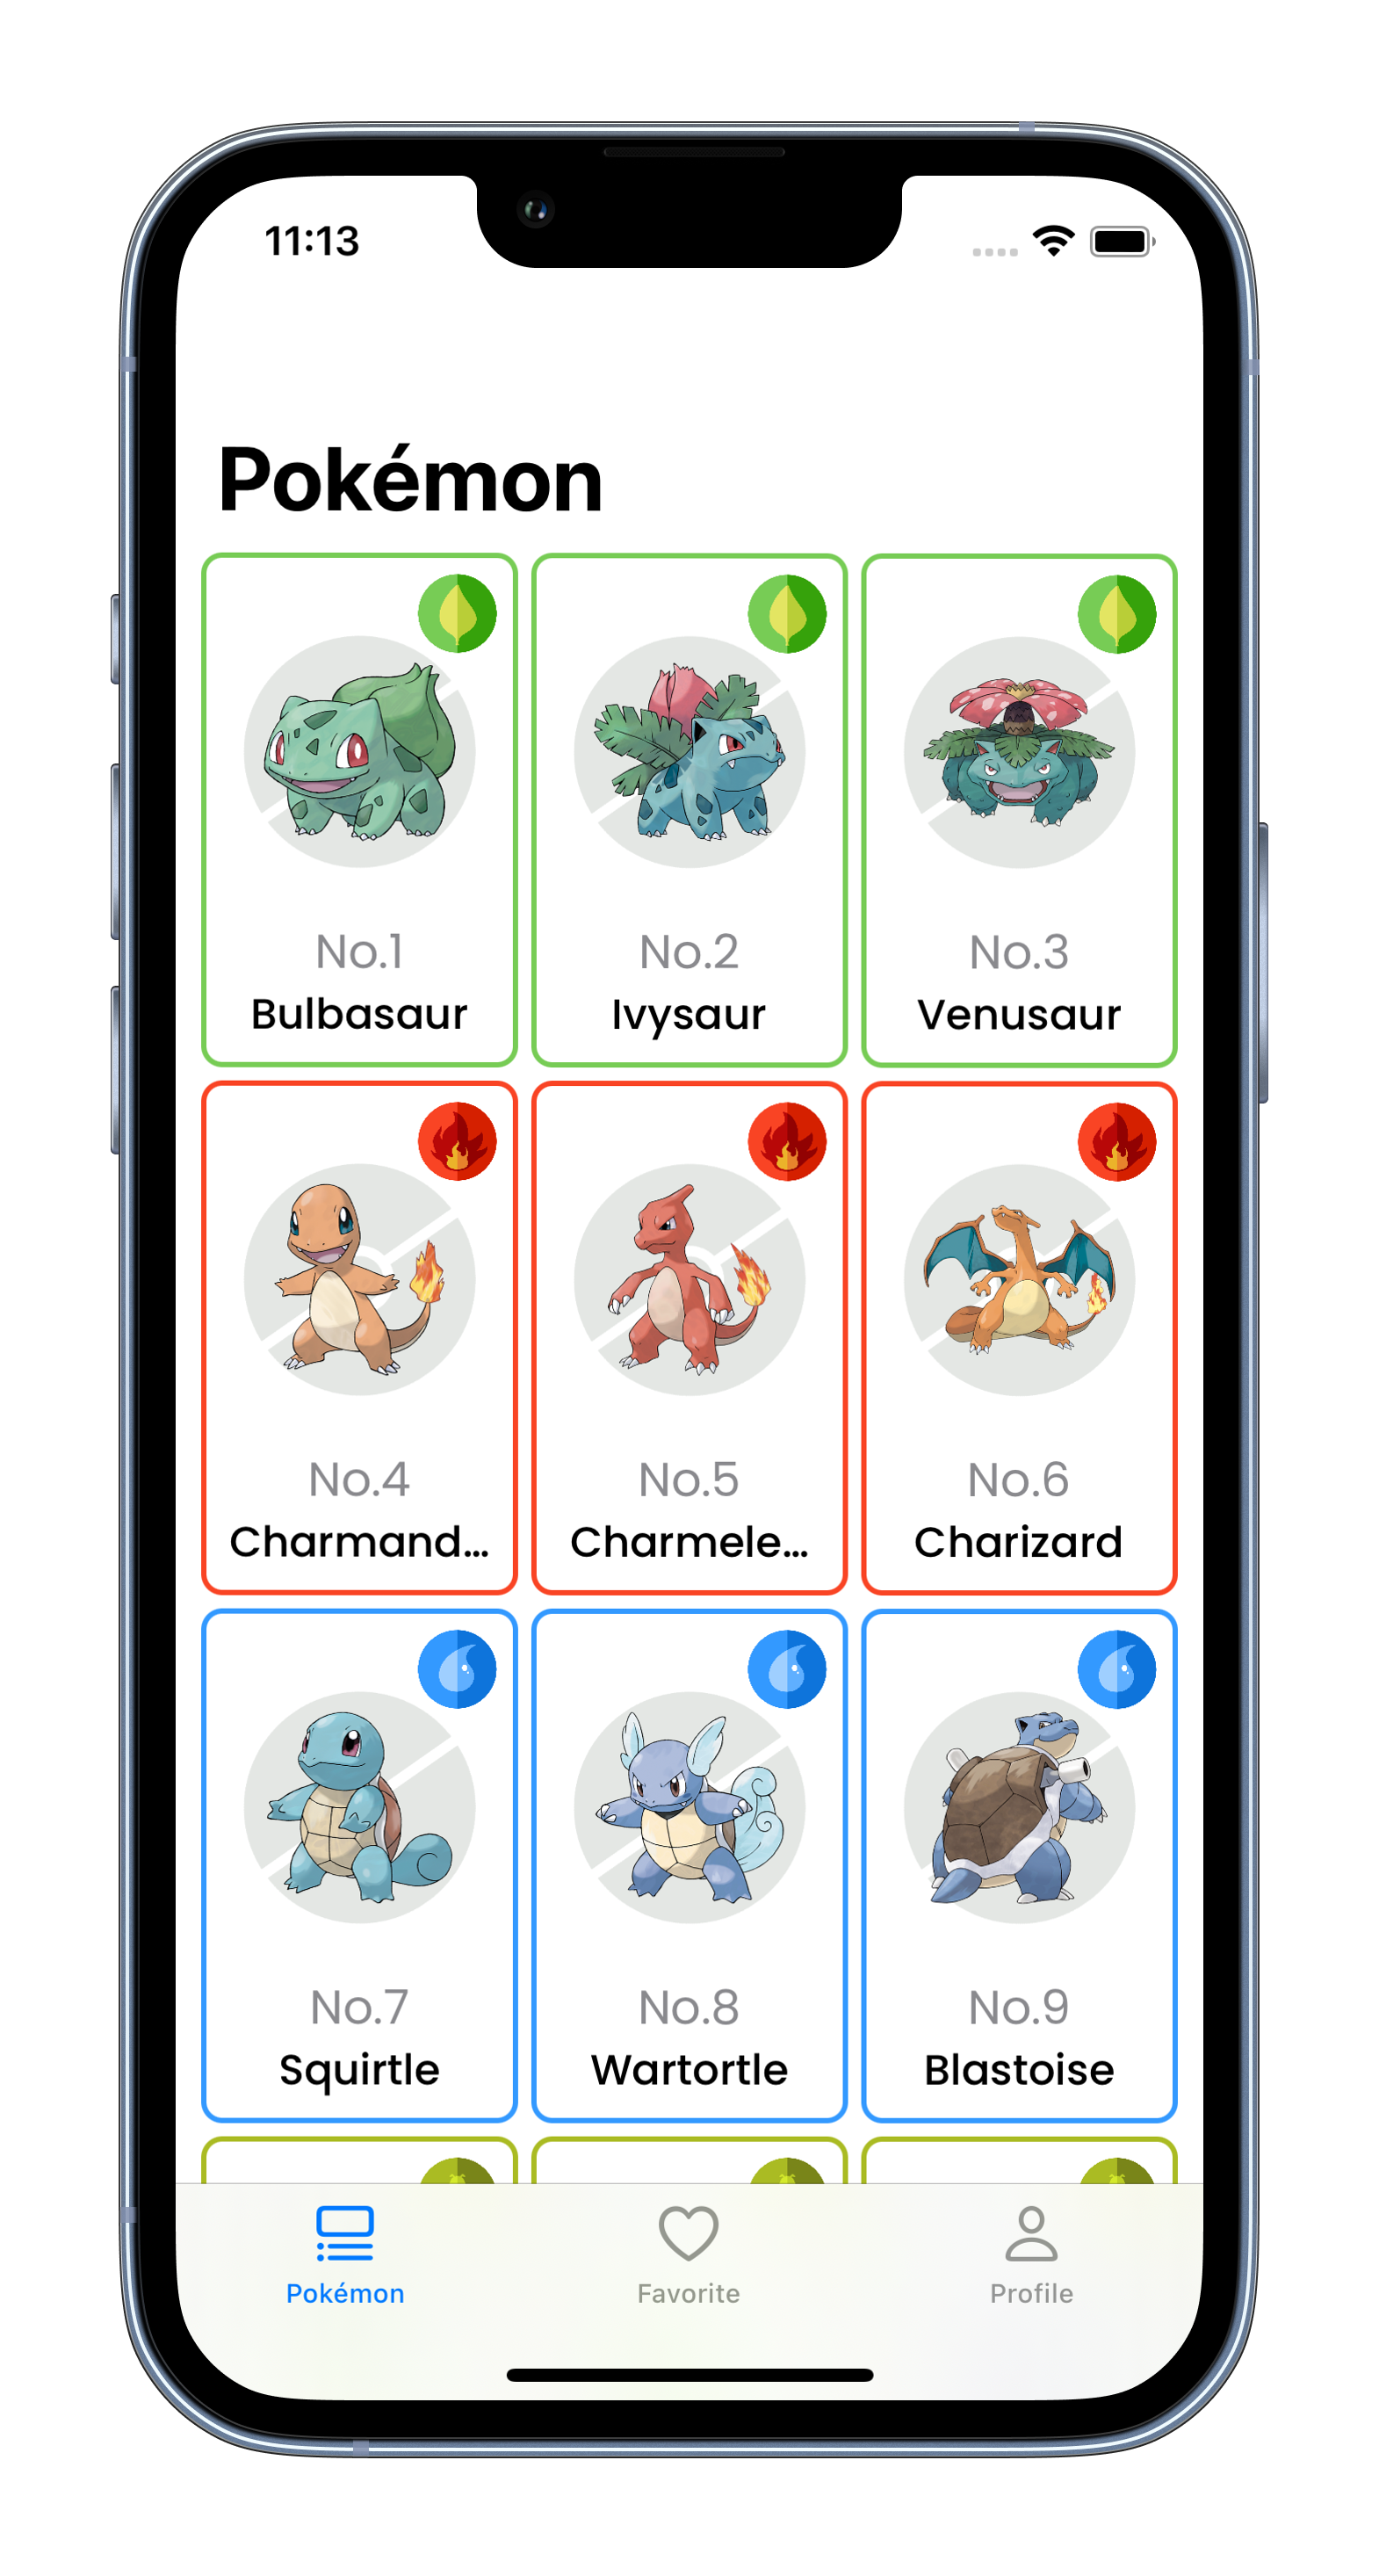 11:13
Pokémon
No.1
Bulbasaur
No.2
Ivysaur
No.3
Venusaur
No.4
Charmand...
No.5
Charmele...
No.6
Charizard
No.7
Squirtle
No.8
Wartortle
No.9
Blastoise
Pokémon
Favorite
Profile